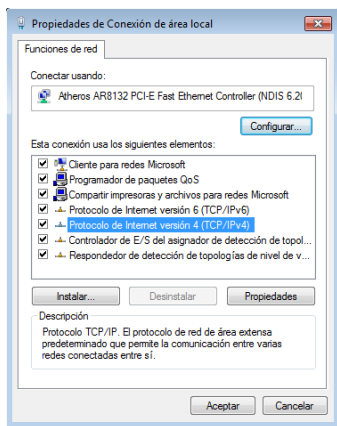 Propiedades de Conexión de área local
Funciones de red
Conectar usando:
Atheros AR8132 PCI-E Fast Ethernet Controller (NDIS 6.2(
Configurar...
Esta conexión usa los siguientes elementos:
Cliente para redes Microsoft
Programador de paquetes QoS
Compartir impresoras y archivos para redes Microsoft
Protocolo de Internet versión 6 (TCP/IPv6)
Protocolo de Internet versión 4 (TCP/IPv4)
Controlador de E/S del asignador de detección de topol...
Respondedor de detección de topologías de nivel de v...
Instalar... Desinstalar Propiedades
Descripción
Protocolo TCP/IP. El protocolo de red de área extensa
predeterminado que permite la comunicación entre varias
redes conectadas entre sí.
Aceptar Cancelar